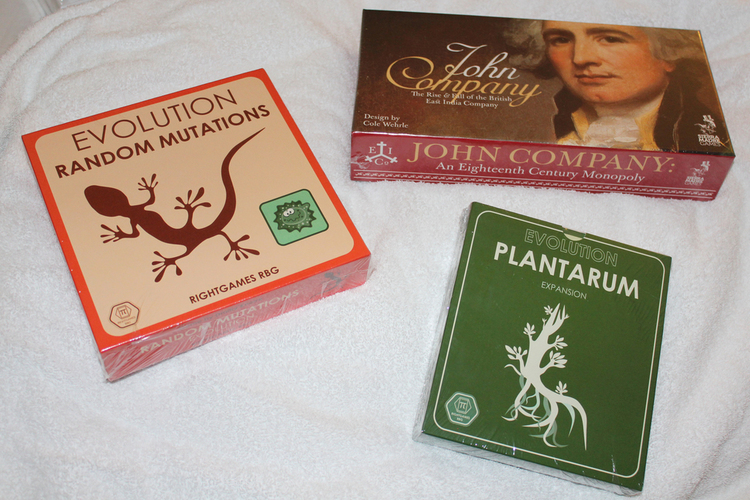 EVOLUTION
RANDOM MUTATIONS
RIGHTGAMES RBG
RANDOM MUTATIONS
John
Company
The Rise & Fall of the British
East India Company
Design by
Cole Wehrle
E I
Co
JOHN COMPANY:
An Eighteenth Century Monopoly
EVOLUTION
PLANTARUM
EXPANSION